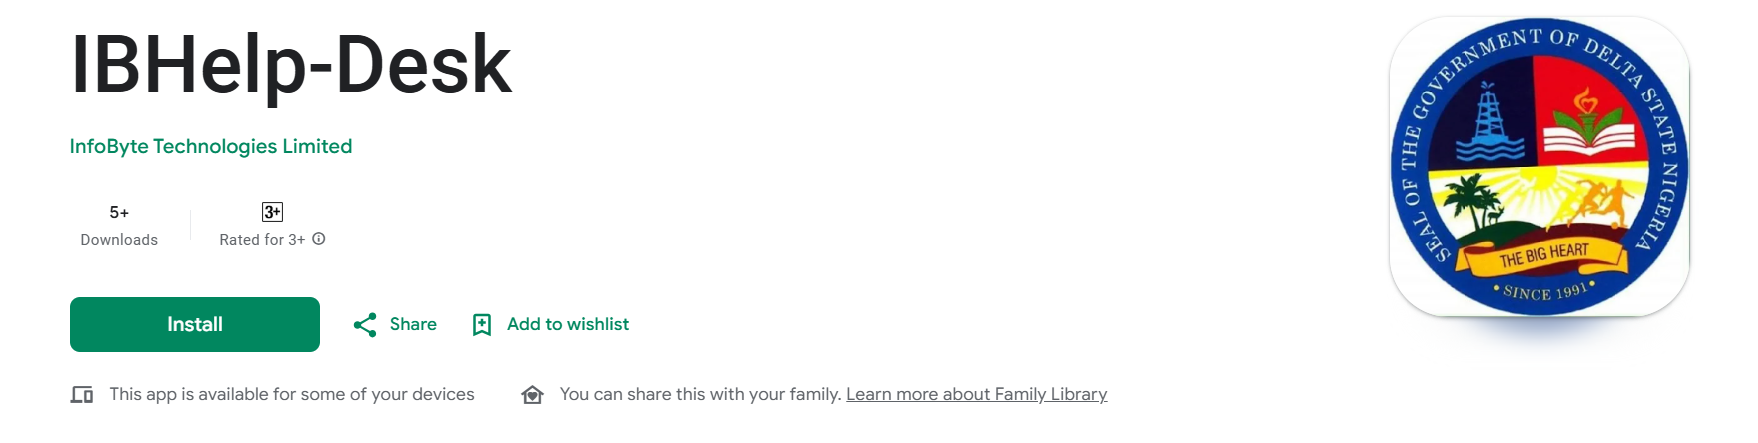 IBHelp-Desk
InfoByte Technologies Limited
5+
Downloads
3+
Rated for 3+
Install
Share
Add to wishlist
This app is available for some of your devices
You can share this with your family. Learn more about Family Library
SEAL OF THE GOVERNMENT OF DELTA STATE NIGERIA
THE BIG HEART
• SINCE 1991 •